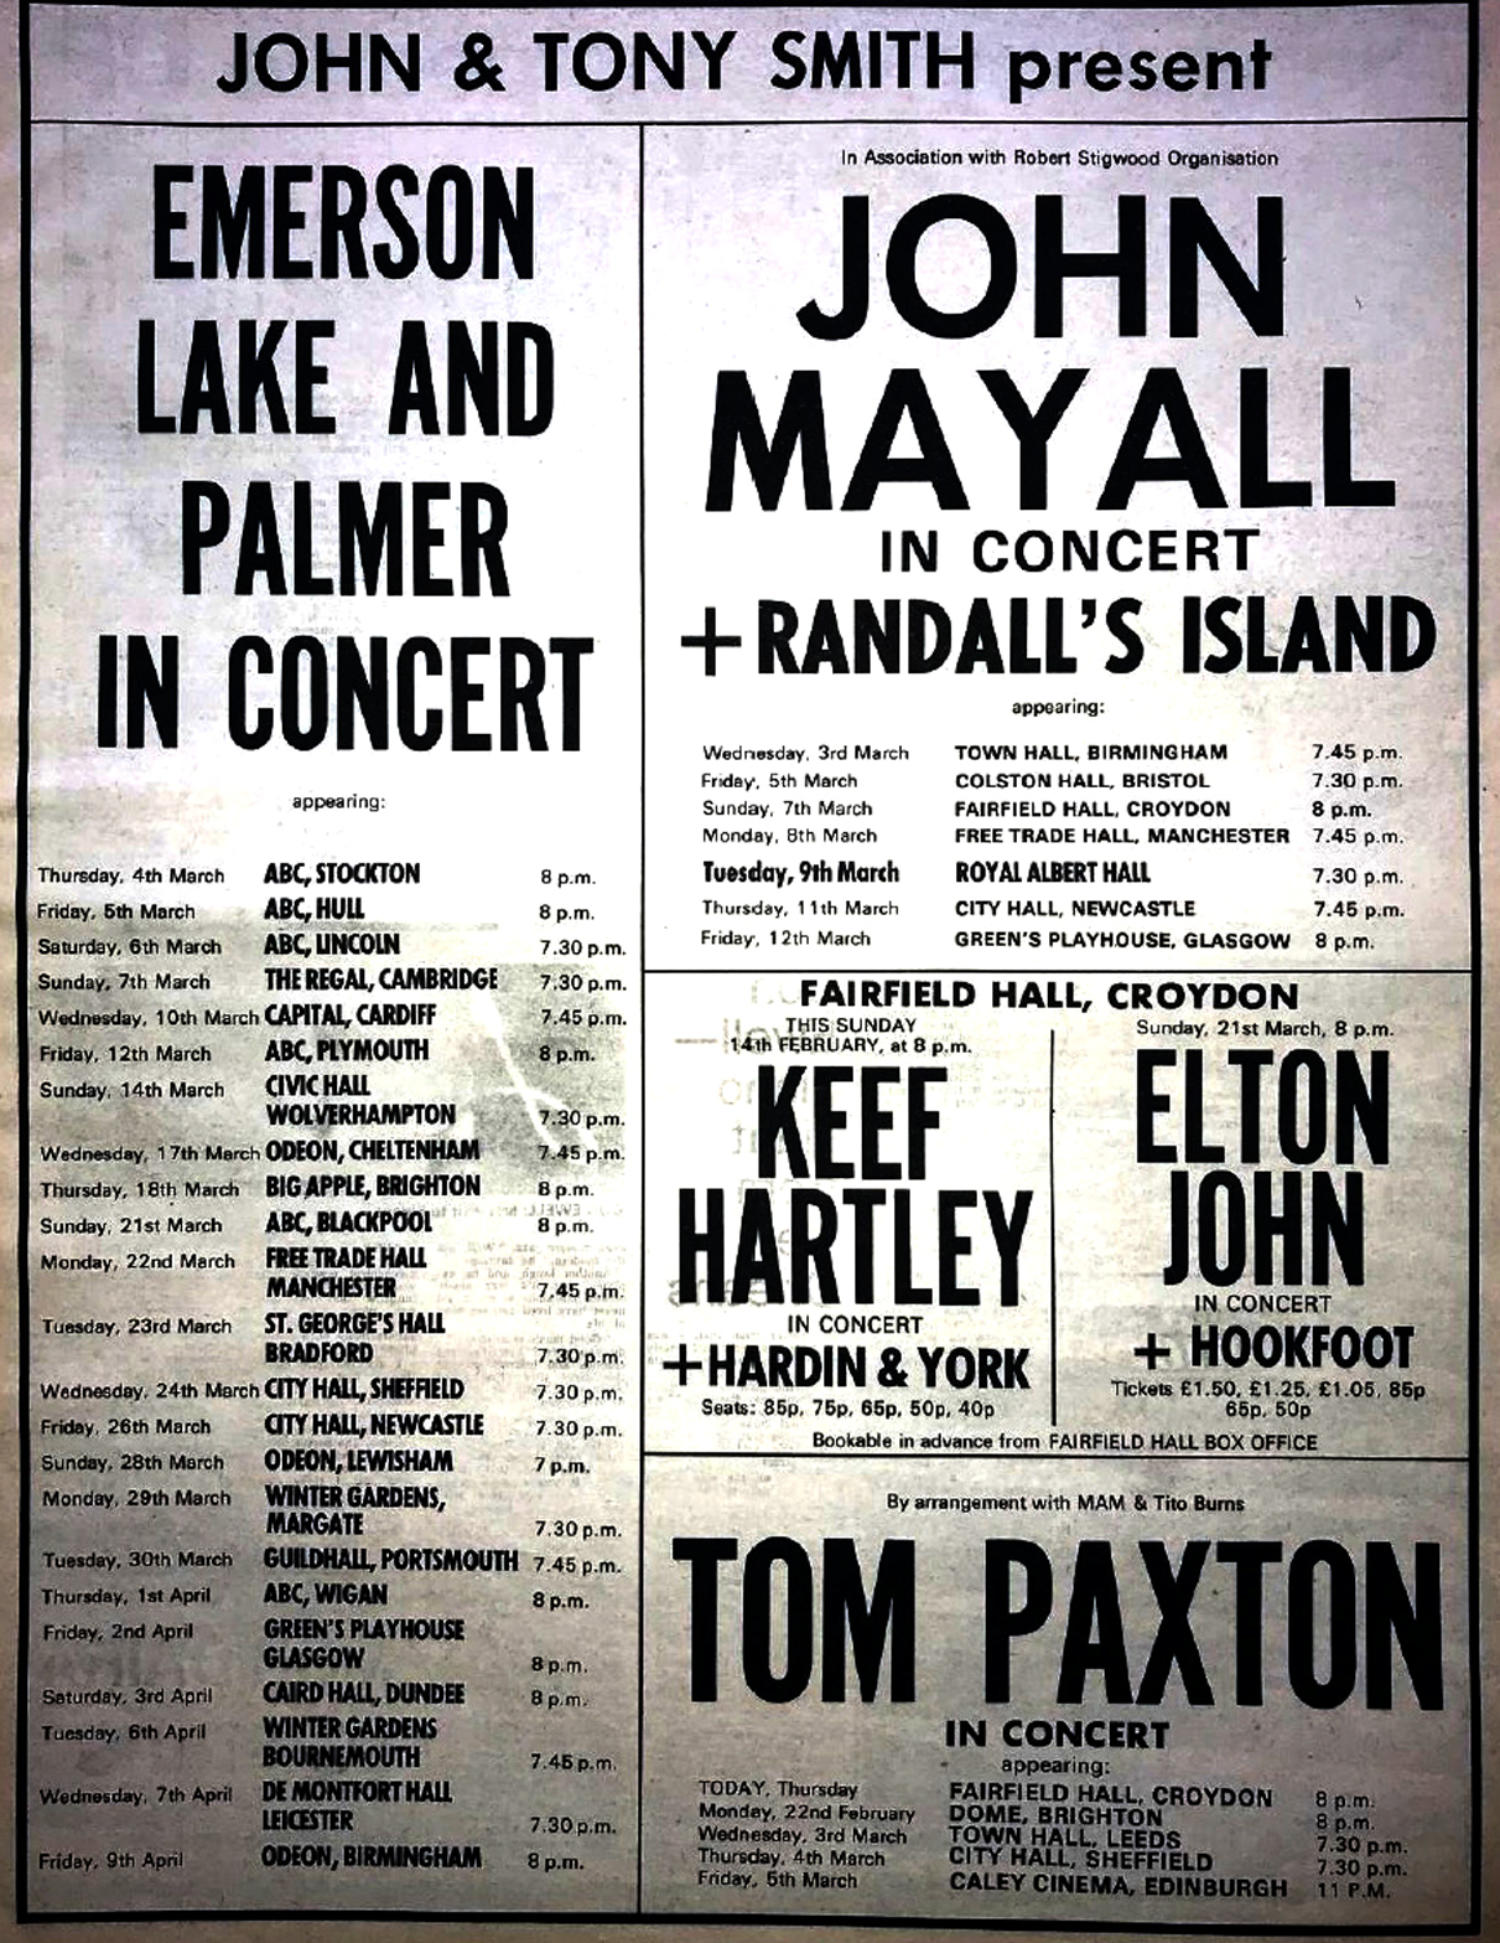 JOHN & TONY SMITH present
EMERSON
LAKE AND
PALMER
IN CONCERT
appearing:
Thursday, 4th March ABC, STOCKTON 8 p.m.
Friday, 5th March ABC, HULL 8 p.m.
Saturday, 6th March ABC, LINCOLN 7.30 p.m.
Sunday, 7th March THE REGAL, CAMBRIDGE 7.30 p.m.
Wednesday, 10th March CAPITAL, CARDIFF 7.45 p.m.
Friday, 12th March ABC, PLYMOUTH 8 p.m.
Sunday, 14th March CIVIC HALL
WOLVERHAMPTON 7.30 p.m.
Wednesday, 17th March ODEON, CHELTENHAM 7.45 p.m.
Thursday, 18th March BIG APPLE, BRIGHTON 8 p.m.
Sunday, 21st March ABC, BLACKPOOL 8 p.m.
Monday, 22nd March FREE TRADE HALL
MANCHESTER 7.45 p.m.
Tuesday, 23rd March ST. GEORGE'S HALL
BRADFORD 7.30 p.m.
Wednesday, 24th March CITY HALL, SHEFFIELD 7.30 p.m.
Friday, 26th March CITY HALL, NEWCASTLE 7.30 p.m.
Sunday, 28th March ODEON, LEWISHAM 7 p.m.
Monday, 29th March WINTER GARDENS,
MARGATE 7.30 p.m.
Tuesday, 30th March GUILDHALL, PORTSMOUTH 7.45 p.m.
Thursday, 1st April ABC, WIGAN 8 p.m.
Friday, 2nd April GREEN'S PLAYHOUSE
GLASGOW 8 p.m.
Saturday, 3rd April CAIRD HALL, DUNDEE 8 p.m.
Tuesday, 6th April WINTER GARDENS
BOURNEMOUTH 7.45 p.m.
Wednesday, 7th April DE MONTFORT HALL
LEICESTER 7.30 p.m.
Friday, 9th April ODEON, BIRMINGHAM 8 p.m.
In Association with Robert Stigwood Organisation
JOHN
MAYALL
IN CONCERT
+ RANDALL'S ISLAND
appearing:
Wednesday, 3rd March TOWN HALL, BIRMINGHAM 7.45 p.m.
Friday, 5th March COLSTON HALL, BRISTOL 7.30 p.m.
Sunday, 7th March FAIRFIELD HALL, CROYDON 8 p.m.
Monday, 8th March FREE TRADE HALL, MANCHESTER 7.45 p.m.
Tuesday, 9th March ROYAL ALBERT HALL 7.30 p.m.
Thursday, 11th March CITY HALL, NEWCASTLE 7.45 p.m.
Friday, 12th March GREEN'S PLAYHOUSE, GLASGOW 8 p.m.
FAIRFIELD HALL, CROYDON
THIS SUNDAY
14th FEBRUARY, at 8 p.m.
KEEF
HARTLEY
IN CONCERT
+ HARDIN & YORK
Seats: 85p, 75p, 65p, 50p, 40p
Sunday, 21st March, 8 p.m.
ELTON
JOHN
IN CONCERT
+ HOOKFOOT
Tickets £1.50, £1.25, £1.05, 85p
65p, 50p
Bookable in advance from FAIRFIELD HALL BOX OFFICE
By arrangement with MAM & Tito Burns
TOM PAXTON
IN CONCERT
appearing:
TODAY, Thursday FAIRFIELD HALL, CROYDON 8 p.m.
Monday, 22nd February DOME, BRIGHTON 8 p.m.
Wednesday, 3rd March TOWN HALL, LEEDS 7.30 p.m.
Thursday, 4th March CITY HALL, SHEFFIELD 7.30 p.m.
Friday, 5th March CALEY CINEMA, EDINBURGH 11 P.M.